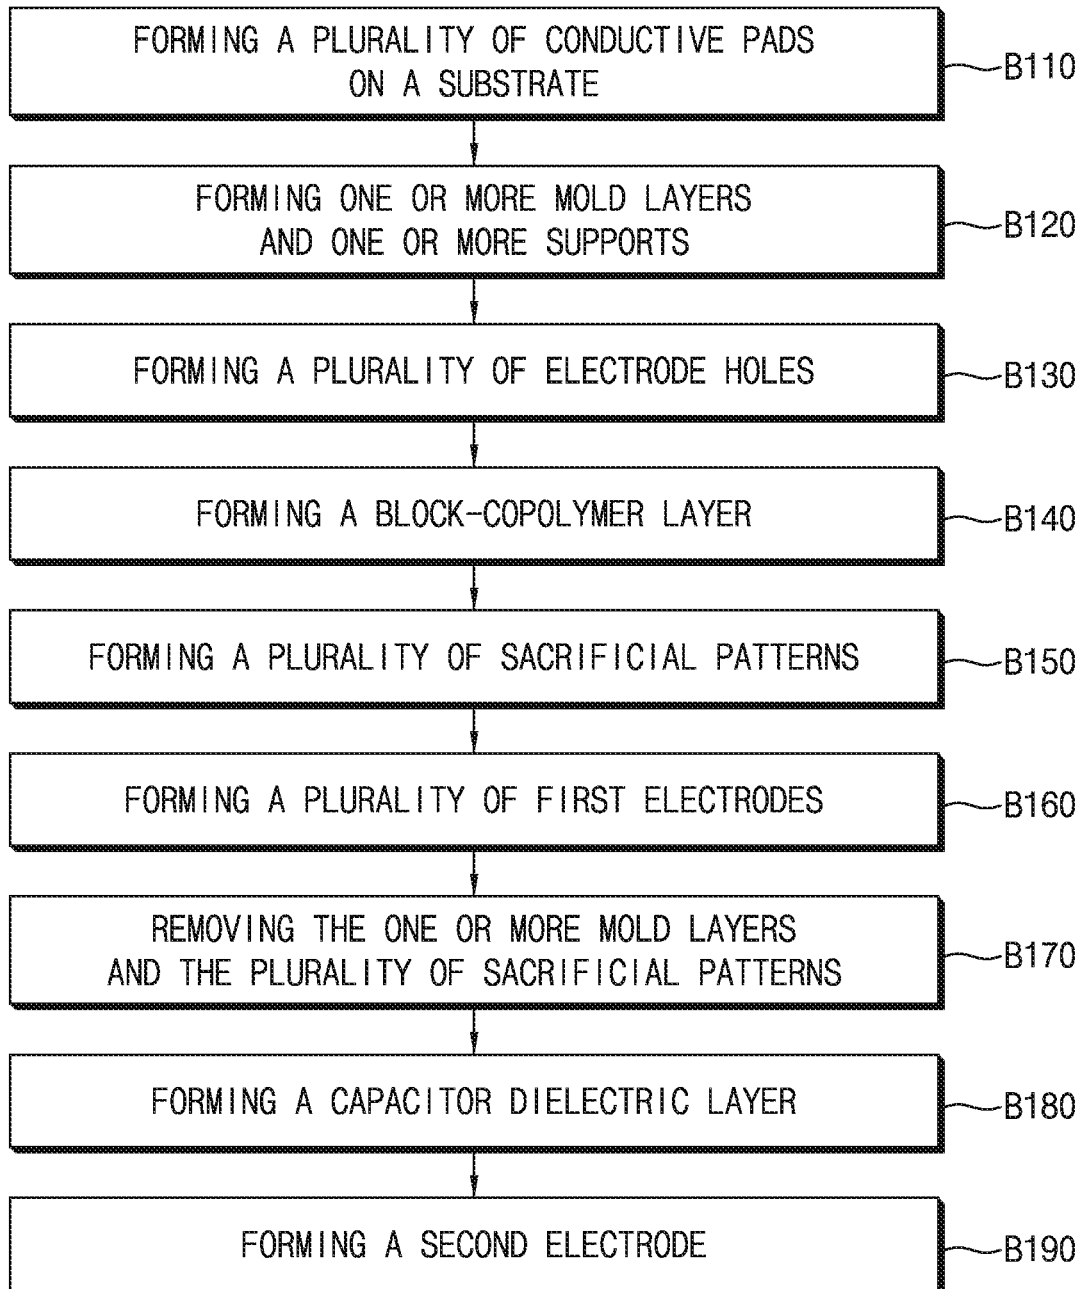 FORMING A PLURALITY OF CONDUCTIVE PADS
ON A SUBSTRATE
B110
FORMING ONE OR MORE MOLD LAYERS
AND ONE OR MORE SUPPORTS
B120
FORMING A PLURALITY OF ELECTRODE HOLES
B130
FORMING A BLOCK-COPOLYMER LAYER
B140
FORMING A PLURALITY OF SACRIFICIAL PATTERNS
B150
FORMING A PLURALITY OF FIRST ELECTRODES
B160
REMOVING THE ONE OR MORE MOLD LAYERS
AND THE PLURALITY OF SACRIFICIAL PATTERNS
B170
FORMING A CAPACITOR DIELECTRIC LAYER
B180
FORMING A SECOND ELECTRODE
B190